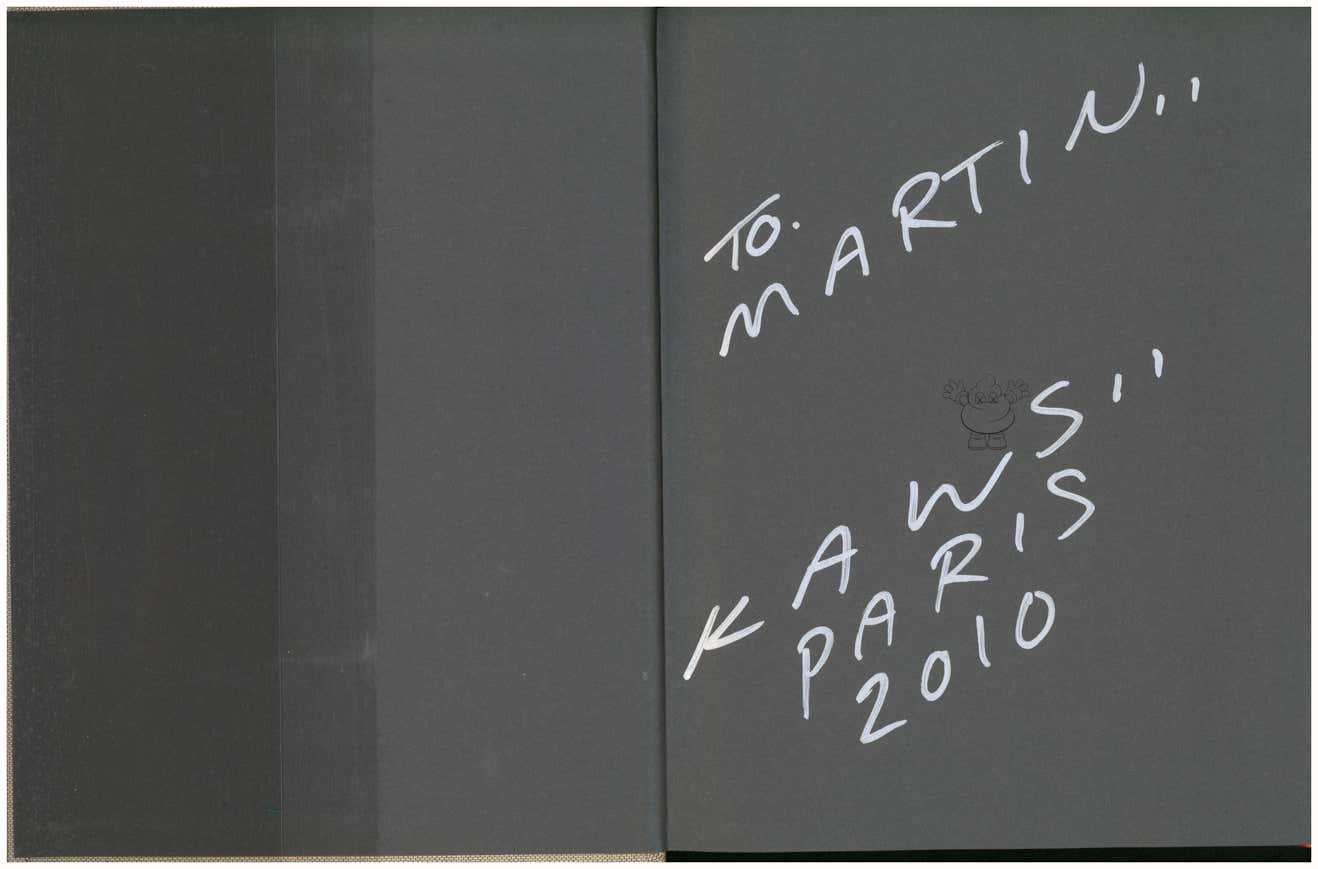 TO.
MARTIN,,
KAWS"
PARIS
2010